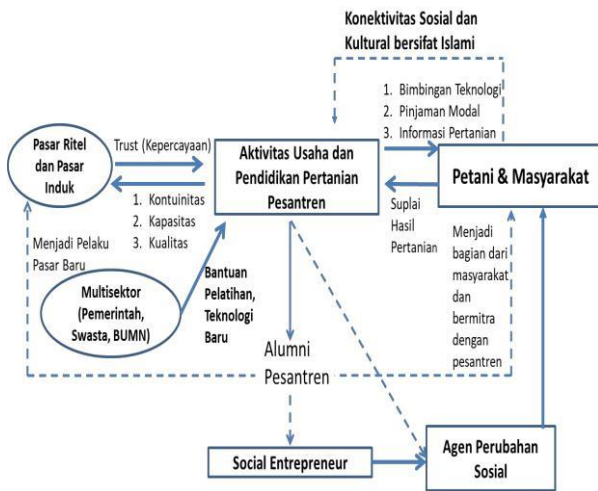 Konektivitas Sosial dan
Kultural bersifat Islami
1. Bimbingan Teknologi
2. Pinjaman Modal
3. Informasi Pertanian
Pasar Ritel
dan Pasar
Induk
Trust (Kepercayaan)
1. Kontuinitas
2. Kapasitas
3. Kualitas
Aktivitas Usaha dan
Pendidikan Pertanian
Pesantren
Petani & Masyarakat
Suplai
Hasil
Pertanian
Menjadi
bagian dari
masyarakat
dan
bermitra
dengan
pesantren
Menjadi Pelaku
Pasar Baru
Multisektor
(Pemerintah,
Swasta, BUMN)
Bantuan
Pelatihan,
Teknologi
Baru
Alumni
Pesantren
Social Entrepreneur
Agen Perubahan
Sosial